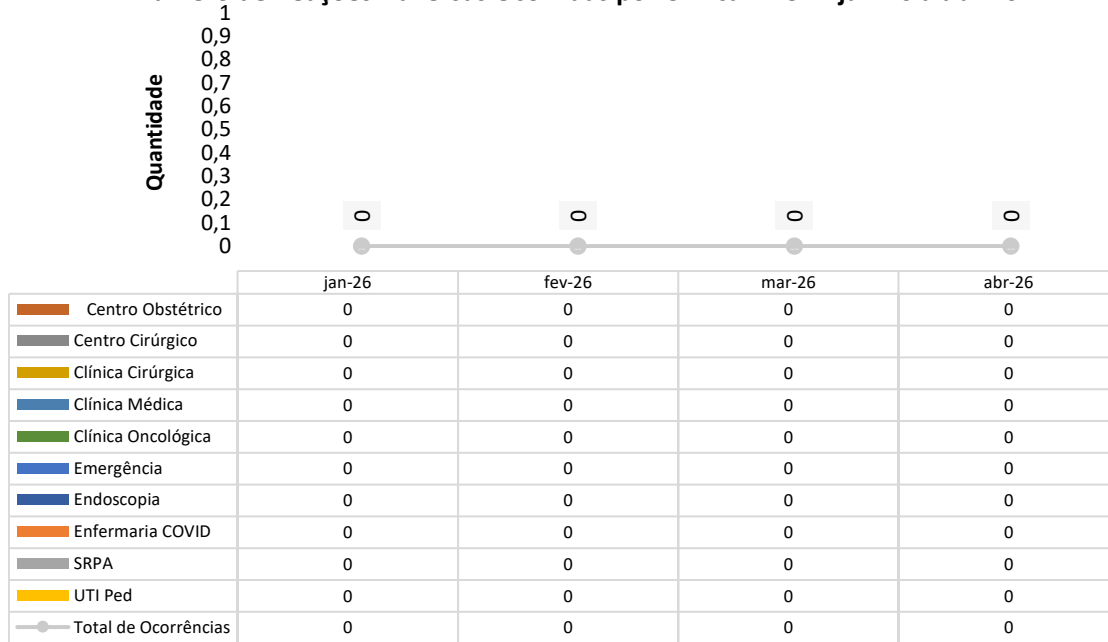 1
0,9
0,8
0,7
0,6
0,5
0,4
0,3
0,2
0,1
0
Quantidade
0 0 0 0
jan-26 fev-26 mar-26 abr-26
Centro Obstétrico 0 0 0 0
Centro Cirúrgico 0 0 0 0
Clínica Cirúrgica 0 0 0 0
Clínica Médica 0 0 0 0
Clínica Oncológica 0 0 0 0
Emergência 0 0 0 0
Endoscopia 0 0 0 0
Enfermaria COVID 0 0 0 0
SRPA 0 0 0 0
UTI Ped 0 0 0 0
Total de Ocorrências 0 0 0 0